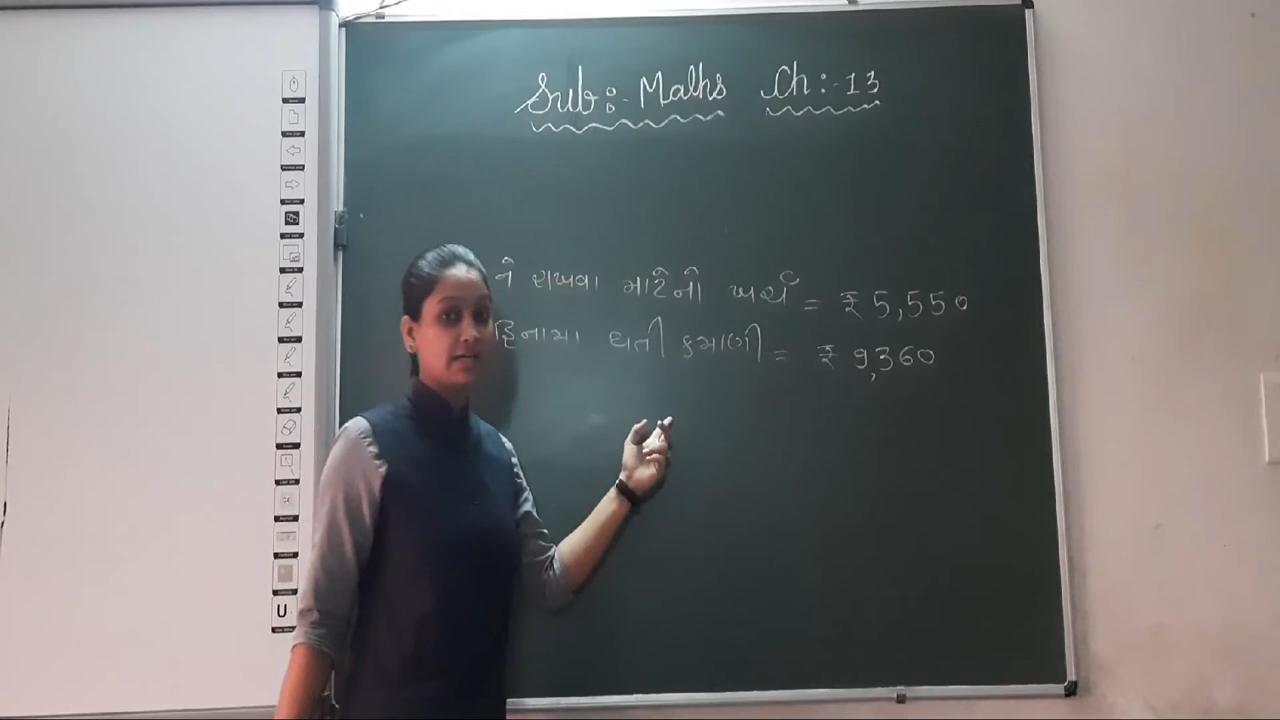 Sub:- Maths Ch:-13
ને રાખવા માટેનો ખર્ચ = ₹ 5,550
હિનામા થતી કમાણી = ₹ 9,360
U